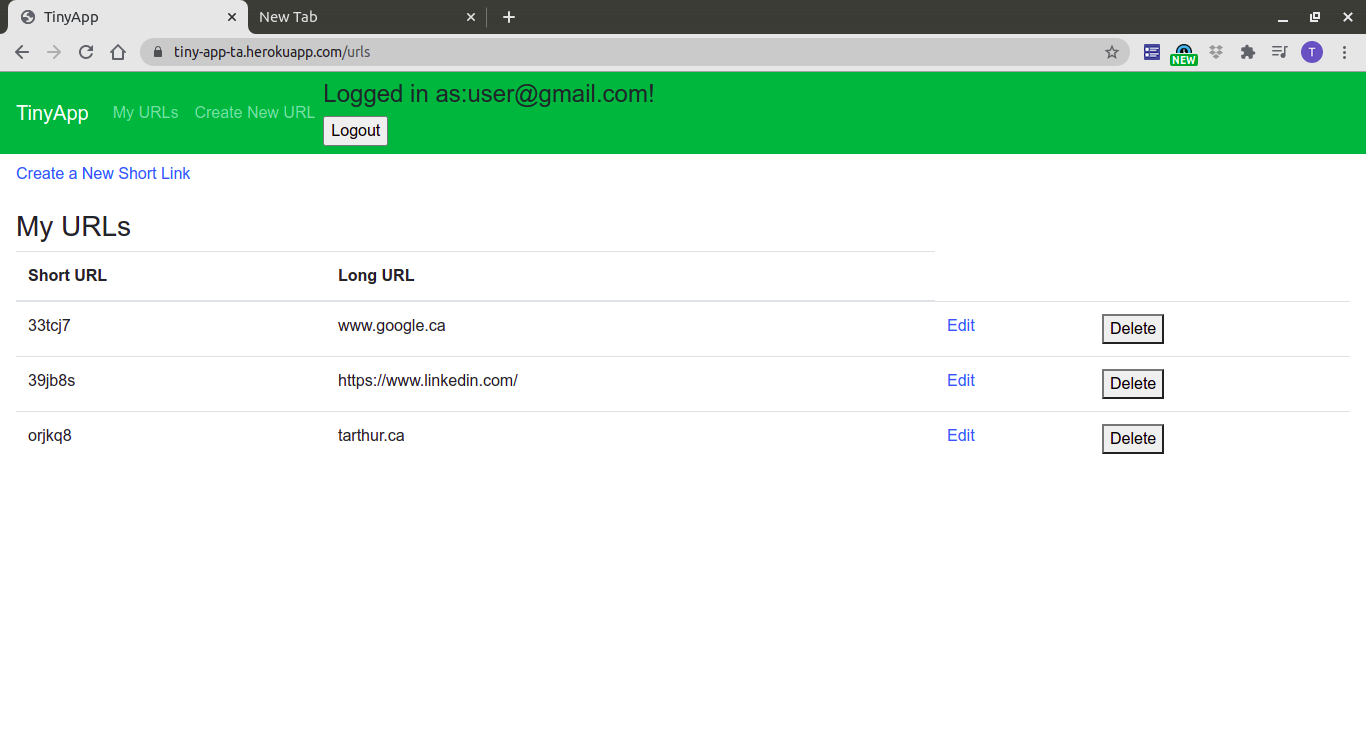 TinyApp
New Tab
tiny-app-ta.herokuapp.com/urls
NEW
T
TinyApp My URLs Create New URL
Logged in as:user@gmail.com!
Logout
Create a New Short Link
My URLs
Short URL Long URL
33tcj7 www.google.ca Edit Delete
39jb8s https://www.linkedin.com/ Edit Delete
orjkq8 tarthur.ca Edit Delete